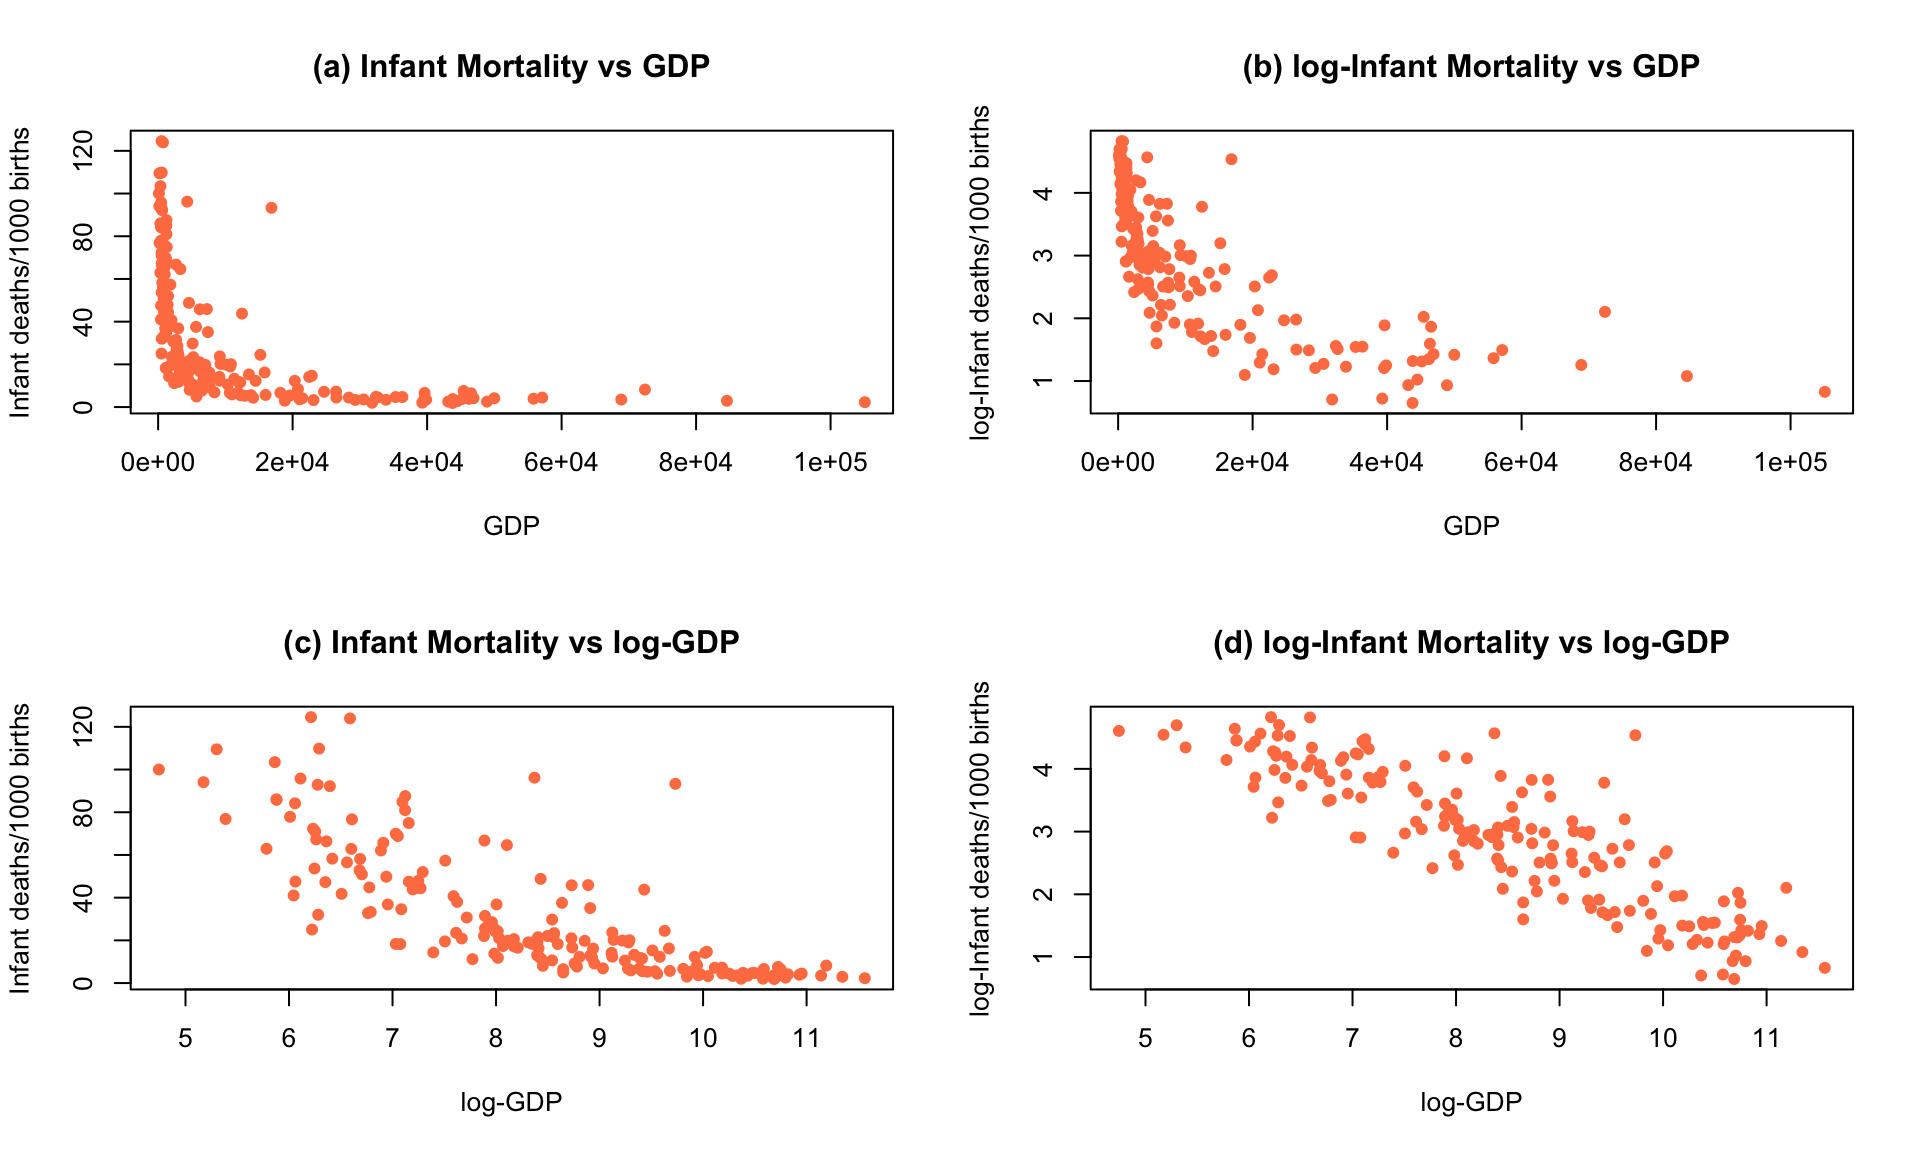 (a) Infant Mortality vs GDP
Infant deaths/1000 births
0 40 80 120
0e+00 2e+04 4e+04 6e+04 8e+04 1e+05
GDP
(b) log-Infant Mortality vs GDP
log-Infant deaths/1000 births
1 2 3 4
0e+00 2e+04 4e+04 6e+04 8e+04 1e+05
GDP
(c) Infant Mortality vs log-GDP
Infant deaths/1000 births
0 40 80 120
5 6 7 8 9 10 11
log-GDP
(d) log-Infant Mortality vs log-GDP
log-Infant deaths/1000 births
1 2 3 4
5 6 7 8 9 10 11
log-GDP